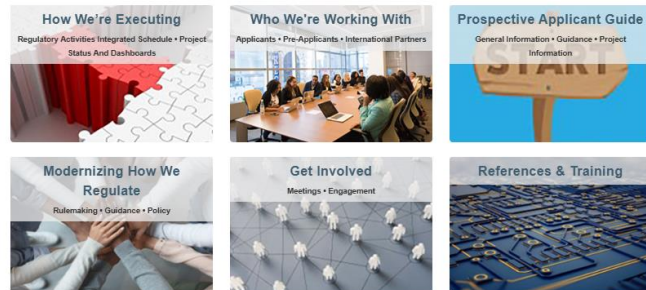 How We're Executing
Regulatory Activities Integrated Schedule • Project
Status And Dashboards
Who We're Working With
Applicants • Pre-Applicants • International Partners
Prospective Applicant Guide
General Information • Guidance • Project
Information
START
Modernizing How We
Regulate
Rulemaking • Guidance • Policy
Get Involved
Meetings • Engagement
References & Training